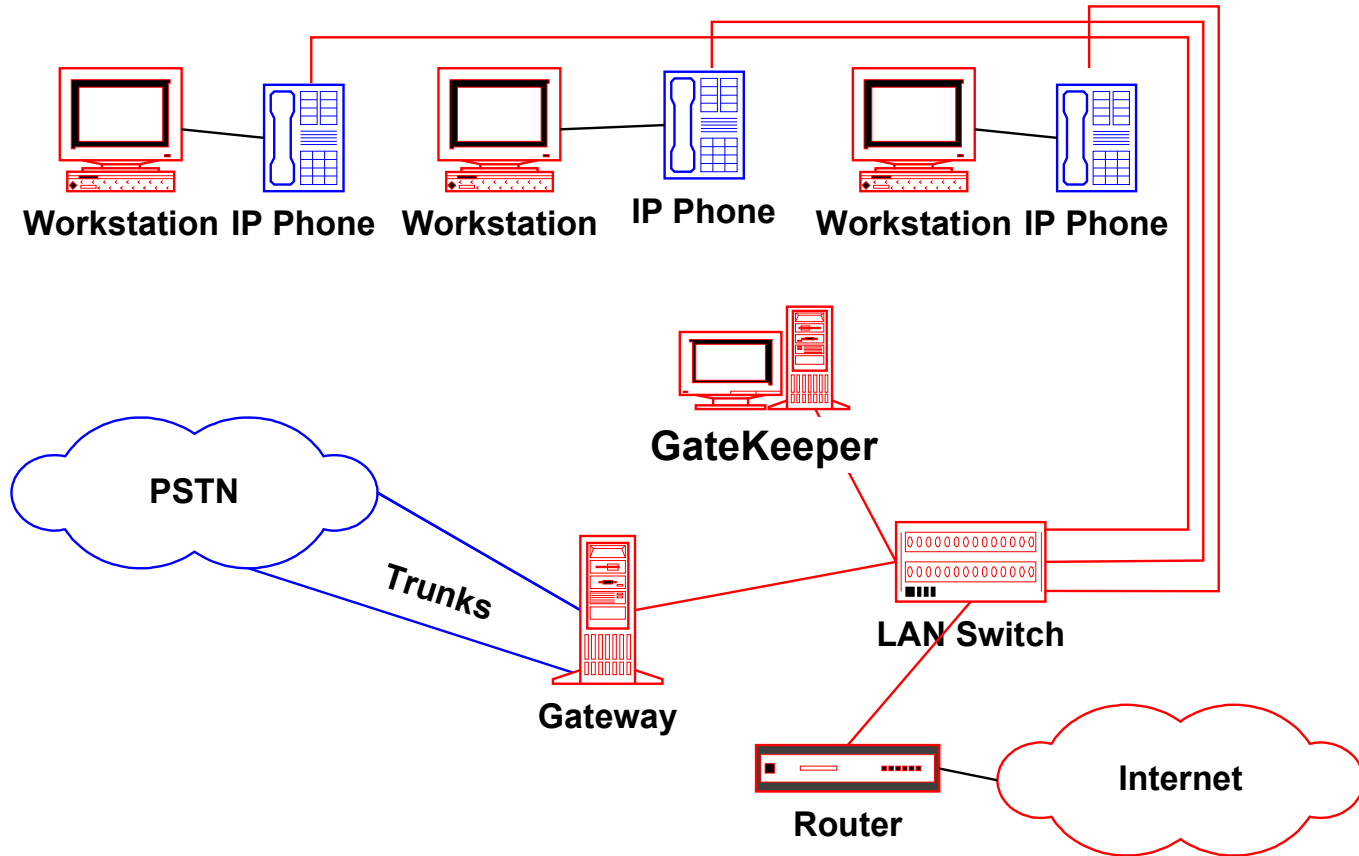 Workstation
IP Phone
Workstation
IP Phone
Workstation
IP Phone
GateKeeper
PSTN
Trunks
LAN Switch
Gateway
Internet
Router